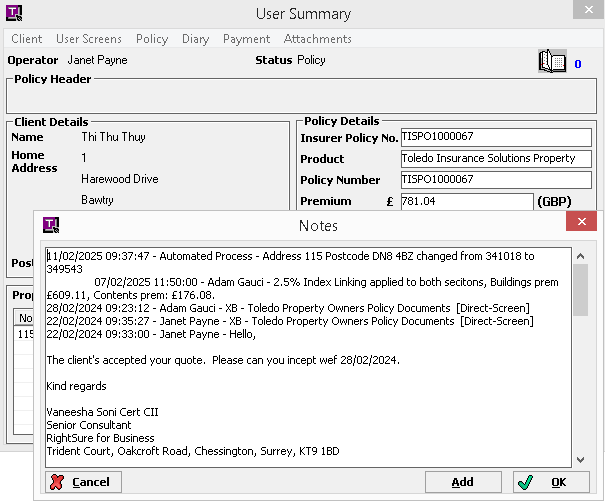 User Summary
Client User Screens Policy Diary Payment Attachments
Operator Janet Payne Status Policy 0
Policy Header
Client Details
Policy Details
Name Thi Thu Thuy
Insurer Policy No. TISPO1000067
Home Address 1
Product Toledo Insurance Solutions Property
Harewood Drive
Policy Number TISPO1000067
Bawtry
Premium £ 781.04 (GBP)
Notes
11/02/2025 09:37:47 - Automated Process - Address 115 Postcode DN8 4BZ changed from 341018 to
349543
07/02/2025 11:50:00 - Adam Gauci - 2.5% Index Linking applied to both secitons, Buildings prem
£609.11, Contents prem: £176.08.
28/02/2024 09:23:12 - Adam Gauci - XB - Toledo Property Owners Policy Documents [Direct-Screen]
22/02/2024 09:35:27 - Janet Payne - XB - Toledo Property Owners Policy Documents [Direct-Screen]
22/02/2024 09:33:00 - Janet Payne - Hello,
The client's accepted your quote. Please can you incept wef 28/02/2024.
Kind regards
Vaneesha Soni Cert CII
Senior Consultant
RightSure for Business
Trident Court, Oakcroft Road, Chessington, Surrey, KT9 1BD
Cancel Add OK
Pos
Prop
No
115